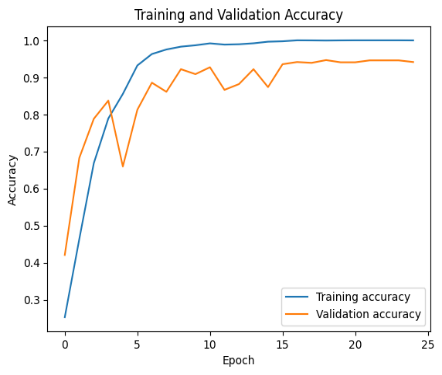 Training and Validation Accuracy
1.0
0.9
0.8
0.7
0.6
0.5
0.4
0.3
Accuracy
Training accuracy
Validation accuracy
0 5 10 15 20 25
Epoch